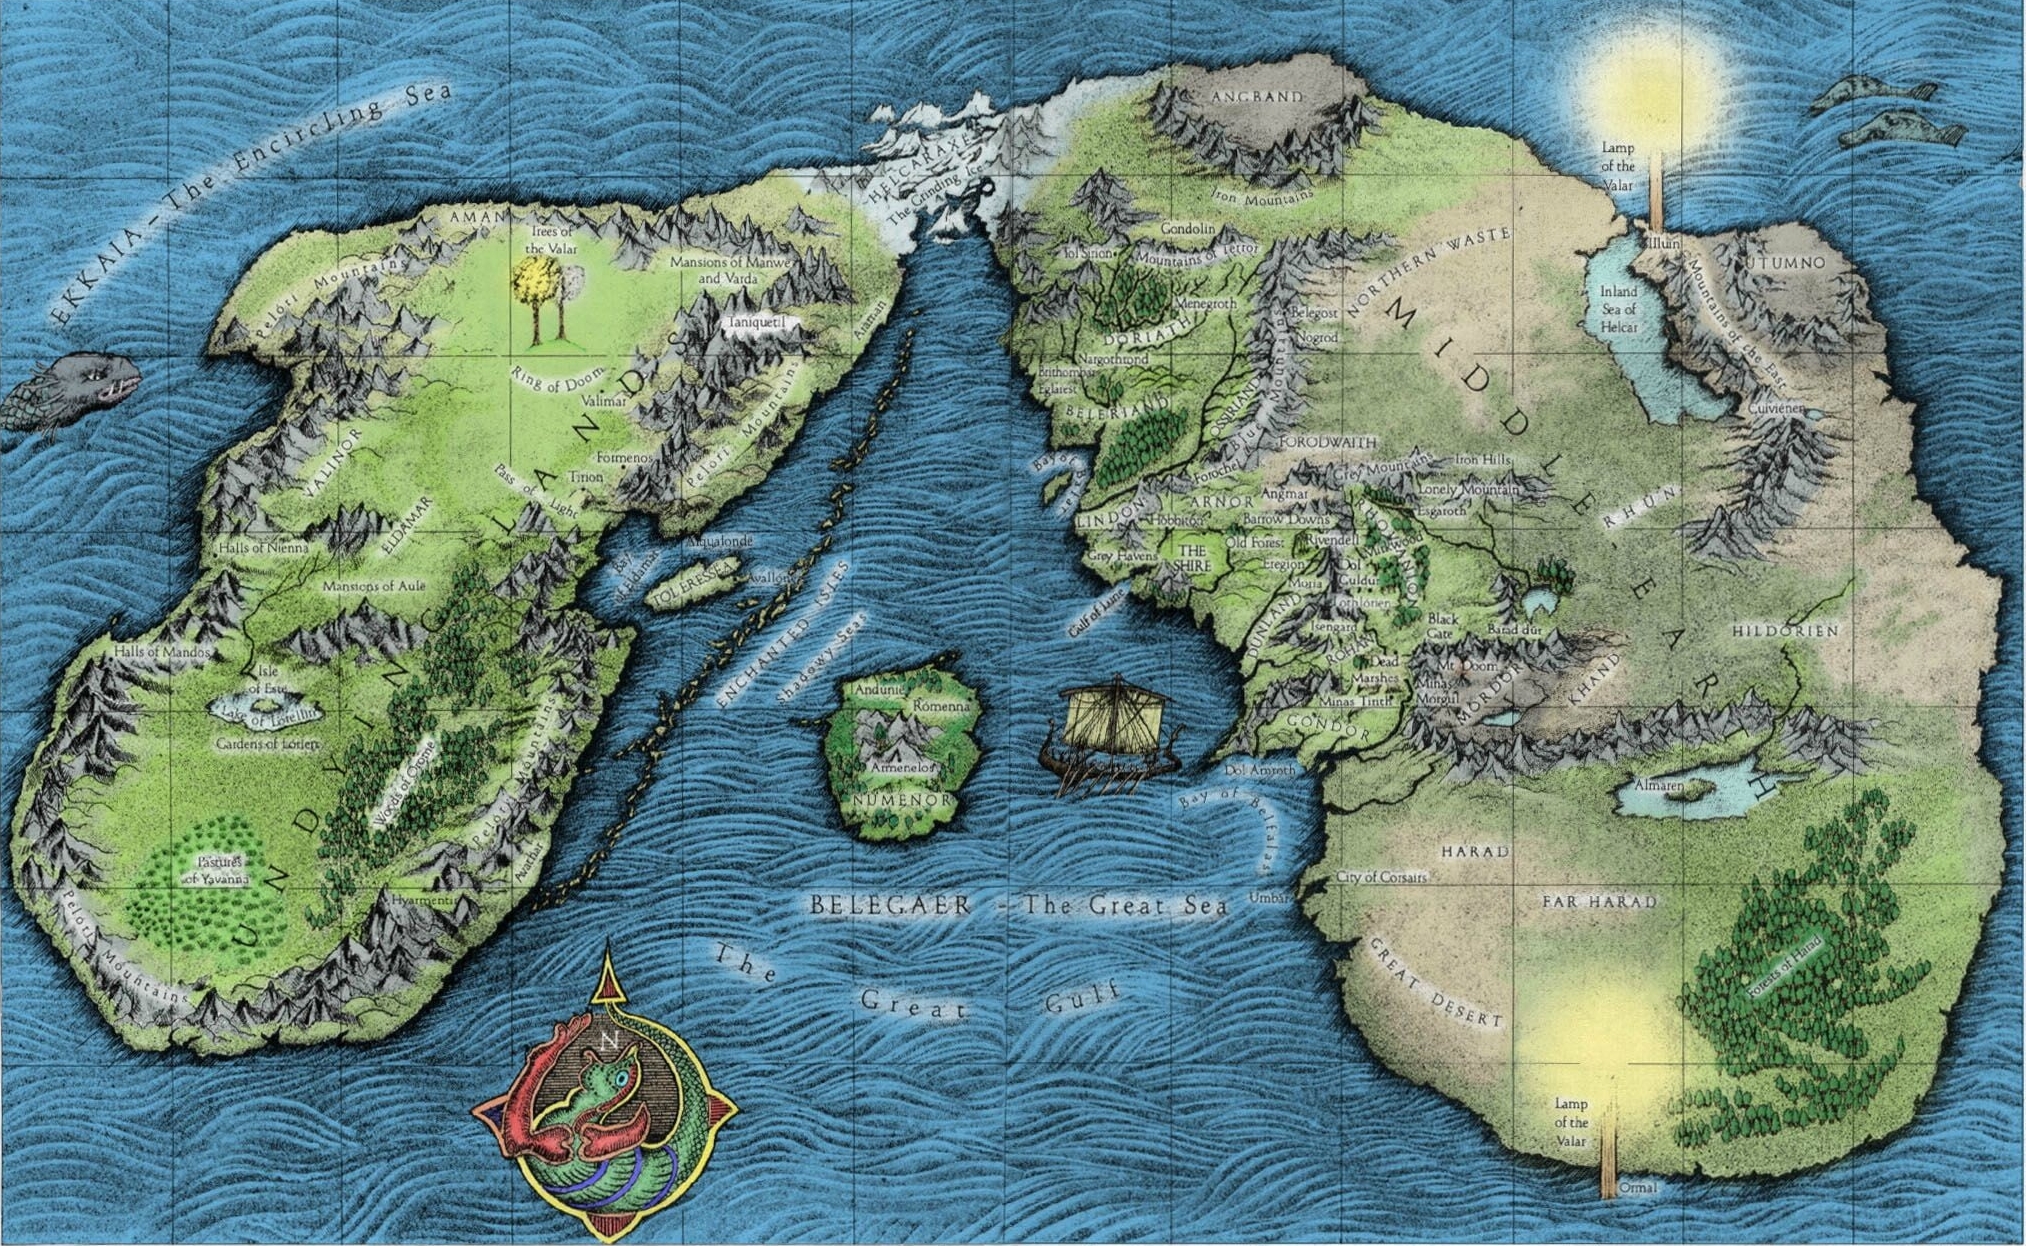 EKKAIA – The Encircling Sea
AMAN
Trees of
the Valar
Pelori Mountains
Mansions of Manwe
and Varda
Taniquetil
Araman
Ring of Doom
Valimar
Pelori Mountains
Formenos
Tirion
Pass of Light
VALINOR
ELDAMAR
Halls of Nienna
Mansions of Aule
Halls of Mandos
Isle
of Este
Lake of Lorellin
Gardens of Lorien
Woods of Orome
Pelori Mountains
Avathar
Pastures
of Yavanna
Hyarmentir
Pelori Mountains
UNDYING LANDS
Alqualonde
Bay
of Eldamar
TOL ERESSEA
Avallone
ENCHANTED ISLES
Shadowy Seas
HELCARAXE
The Grinding Ice
Andunie
Romenna
Armenelos
NUMENOR
BELEGAER – The Great Sea
The Great Gulf
N
ANGBAND
Iron Mountains
Gondolin
Tol Sirion
Mountains of Terror
Menegroth
DORIATH
Belegost
Nogrod
Nargothrond
Brithombar
Eglarest
BELERIAND
OSSIRIAND
Blue Mountains
NORTHERN WASTE
MIDDLE EARTH
Lamp
of the
Valar
Illuin
UTUMNO
Inland
Sea of
Helcar
Mountains of the East
Cuivienen
FORODWAITH
Forochel
Grey Mountains
Iron Hills
ARNOR
Angmar
Lonely Mountain
Esgaroth
RHUN
LINDON
Hobbiton
Barrow Downs
RHOVANION
Grey Havens
THE
SHIRE
Old Forest
Rivendell
Mirkwood
Eregion
Dol
Guldur
Moria
Lothlorien
Gulf of Lune
DUNLAND
Isengard
ROHAN
Black
Gate
Barad dur
Dead
Marshes
Mt Doom
Minas
Morgul
MORDOR
KHAND
Minas Tirith
GONDOR
HILDORIEN
Dol Amroth
Bay of Belfalas
Almaren
HARAD
City of Corsairs
Umbar
FAR HARAD
GREAT DESERT
Forests of Harad
Lamp
of the
Valar
Ormal